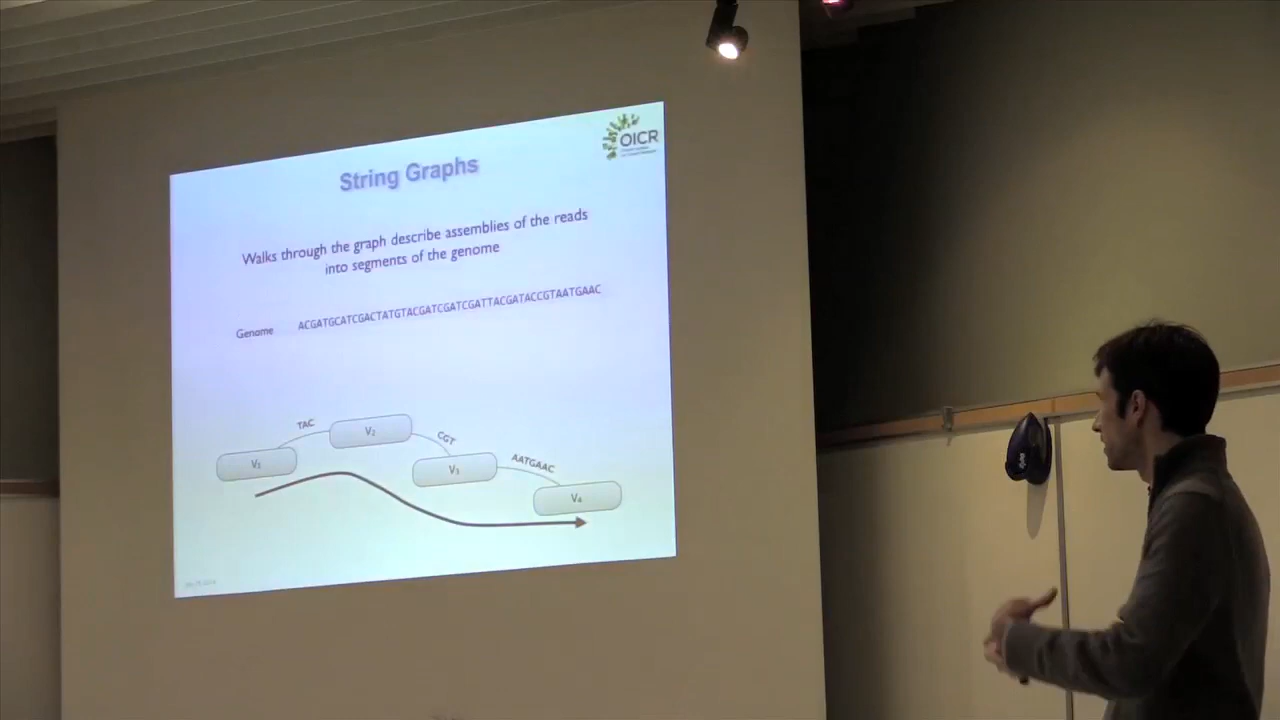 OICR
String Graphs
Walks through the graph describe assemblies of the reads
into segments of the genome
Genome ACGATGCATCGACTATGTACGATCGATCGATTACGATACCGTAATGAAC
TAC
V2
CGT
V1
V3
AATGAAC
V4